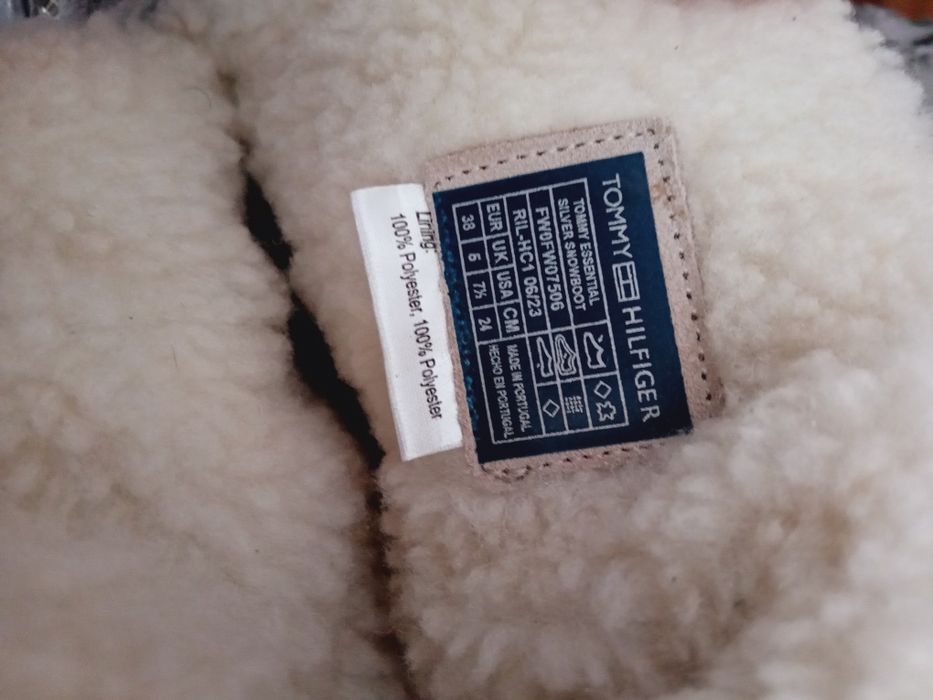 TOMMY HILFIGER
TOMMY ESSENTIAL
SILVER SNOWBOOT
FW0FW07506
RIL-HC1 06/23
EUR UK USA CM
38 5 7½ 24
MADE IN PORTUGAL
HECHO EN PORTUGAL
Lining:
100% Polyester, 100% Polyester